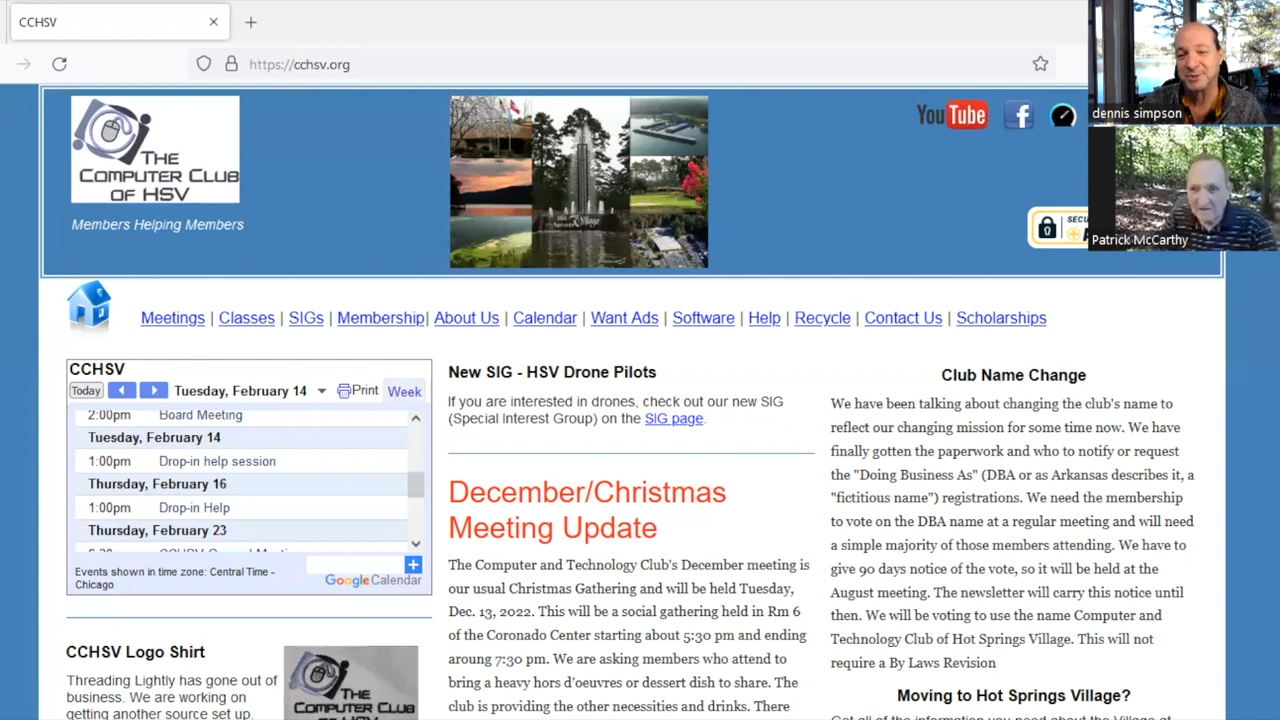 CCHSV
https://cchsv.org
dennis simpson
Patrick McCarthy
THE
COMPUTER CLUB
OF HSV
Members Helping Members
YouTube
SECU
Meetings | Classes | SIGs | Membership| About Us | Calendar | Want Ads | Software | Help | Recycle | Contact Us | Scholarships
CCHSV
Today Tuesday, February 14 Print Week
2:00pm Board Meeting
Tuesday, February 14
1:00pm Drop-in help session
Thursday, February 16
1:00pm Drop-in Help
Thursday, February 23
Events shown in time zone: Central Time -
Chicago
Google Calendar
CCHSV Logo Shirt
Threading Lightly has gone out of
business. We are working on
getting another source set up.
THE
COMPUTER CLUB
New SIG - HSV Drone Pilots
If you are interested in drones, check out our new SIG
(Special Interest Group) on the SIG page.
December/Christmas
Meeting Update
The Computer and Technology Club's December meeting is
our usual Christmas Gathering and will be held Tuesday,
Dec. 13, 2022. This will be a social gathering held in Rm 6
of the Coronado Center starting about 5:30 pm and ending
aroung 7:30 pm. We are asking members who attend to
bring a heavy hors d'oeuvres or dessert dish to share. The
club is providing the other necessities and drinks. There
Club Name Change
We have been talking about changing the club's name to
reflect our changing mission for some time now. We have
finally gotten the paperwork and who to notify or request
the "Doing Business As" (DBA or as Arkansas describes it, a
"fictitious name") registrations. We need the membership
to vote on the DBA name at a regular meeting and will need
a simple majority of those members attending. We have to
give 90 days notice of the vote, so it will be held at the
August meeting. The newsletter will carry this notice until
then. We will be voting to use the name Computer and
Technology Club of Hot Springs Village. This will not
require a By Laws Revision
Moving to Hot Springs Village?